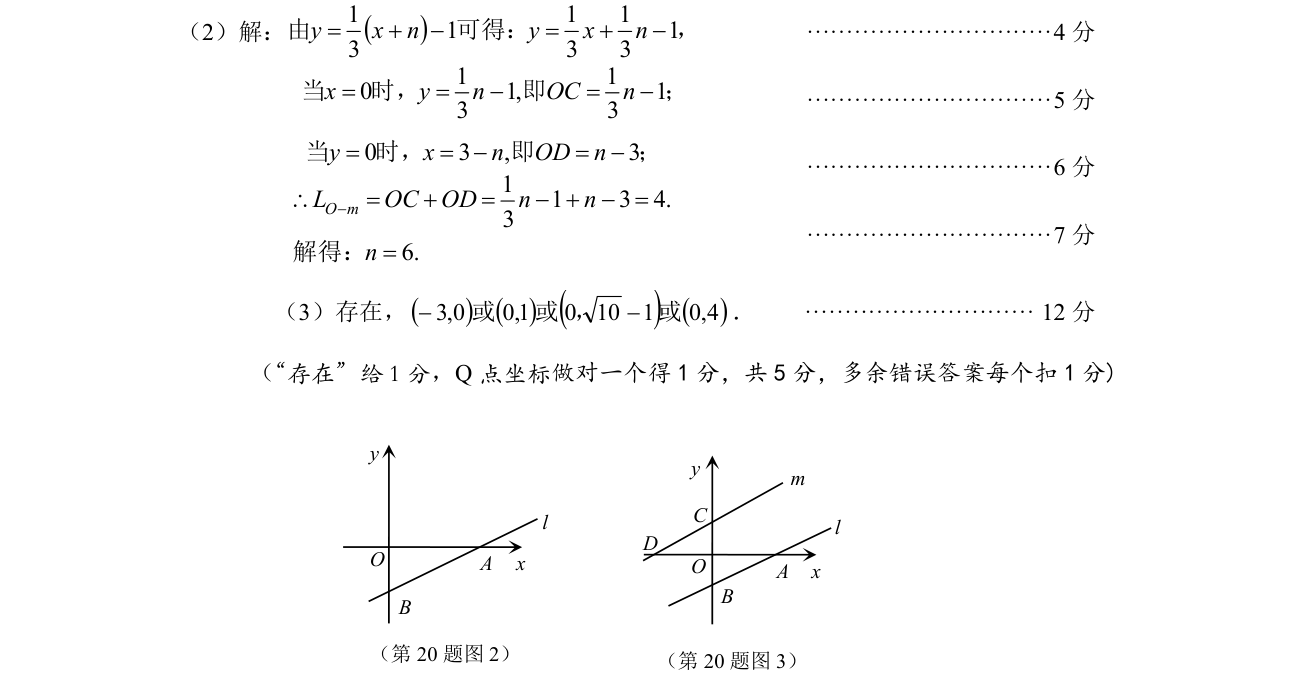 （2）解：由y=1/3(x+n)−1可得：y=1/3x+1/3n−1， ······························4 分
当x=0时，y=1/3n−1,即OC=1/3n−1； ······························5 分
当y=0时，x=3−n,即OD=n−3； ······························6 分
∴L_{O−m}=OC+OD=1/3n−1+n−3=4.
解得：n=6. ······························7 分
（3）存在，(−3,0)或(0,1)或(0，√10−1)或(0,4)． ···························· 12 分
（“存在”给 1 分，Q 点坐标做对一个得 1 分，共 5 分，多余错误答案每个扣 1 分）
y
l
O
A
x
B
（第 20 题图 2）
y
m
C
l
D
O
A
x
B
（第 20 题图 3）